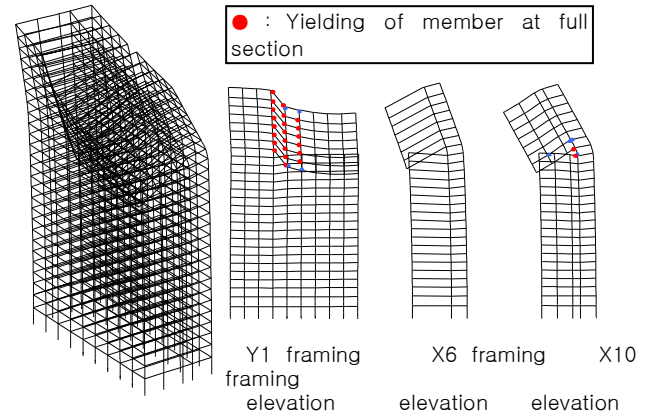 ● : Yielding of member at full
section
Y1 framing X6 framing X10
framing
elevation elevation elevation